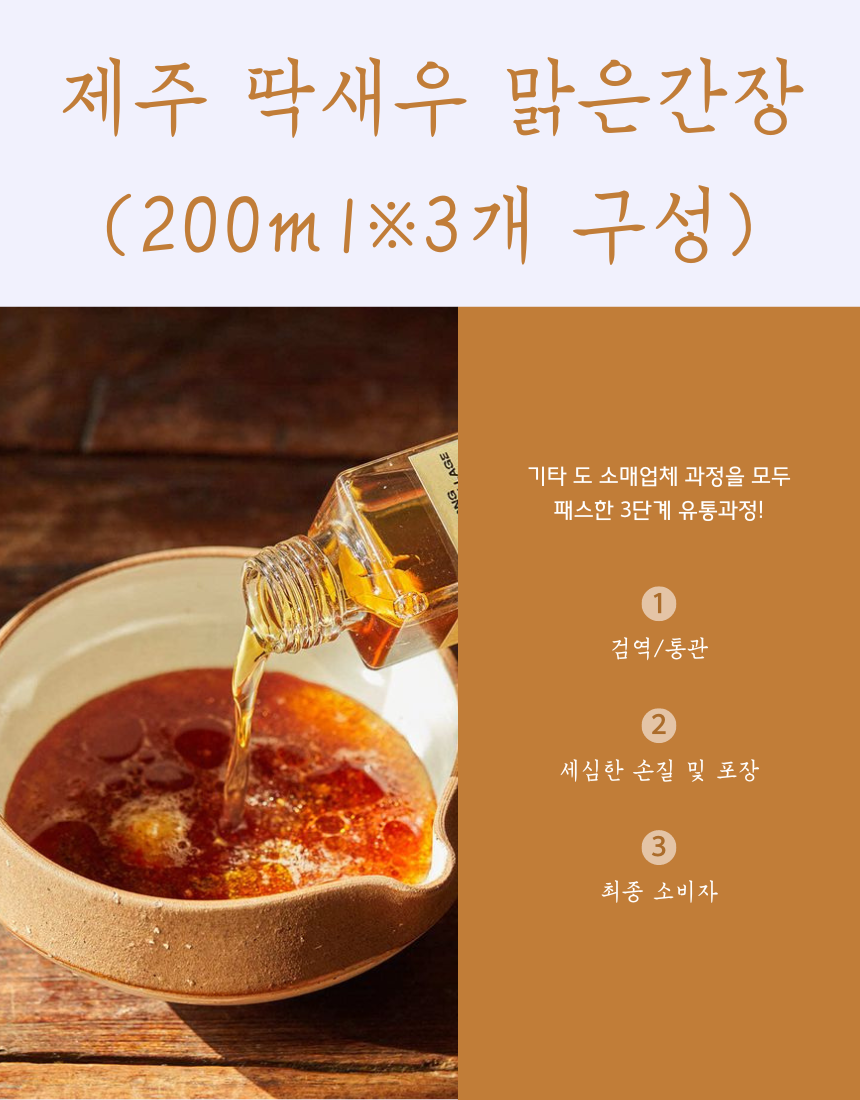 제주 딱새우 맑은간장
(200ml※3개 구성)
기타 도 소매업체 과정을 모두
패스한 3단계 유통과정!
1
검역/통관
2
세심한 손질 및 포장
3
최종 소비자